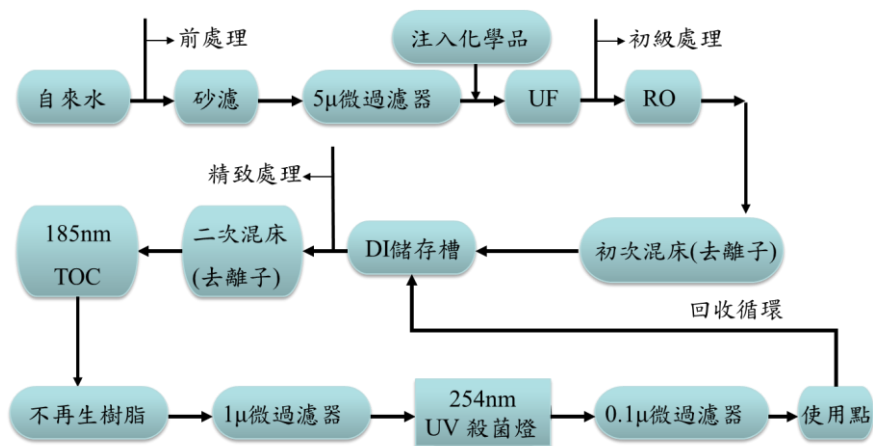 前處理
注入化學品
初級處理
自來水
砂濾
5μ微過濾器
UF
RO
精致處理
185nm
TOC
二次混床
(去離子)
DI儲存槽
初次混床(去離子)
回收循環
不再生樹脂
1μ微過濾器
254nm
UV 殺菌燈
0.1μ微過濾器
使用點